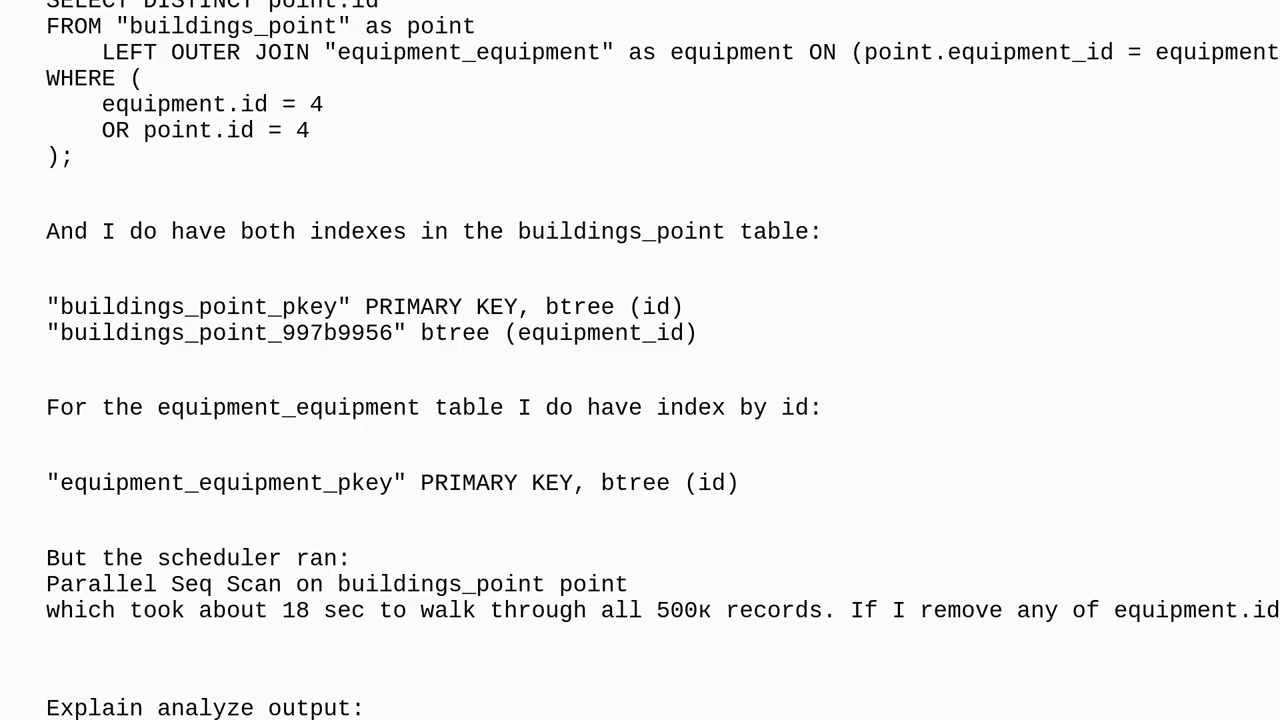 SELECT DISTINCT point.id
FROM "buildings_point" as point
LEFT OUTER JOIN "equipment_equipment" as equipment ON (point.equipment_id = equipment
WHERE (
equipment.id = 4
OR point.id = 4
);
And I do have both indexes in the buildings_point table:
"buildings_point_pkey" PRIMARY KEY, btree (id)
"buildings_point_997b9956" btree (equipment_id)
For the equipment_equipment table I do have index by id:
"equipment_equipment_pkey" PRIMARY KEY, btree (id)
But the scheduler ran:
Parallel Seq Scan on buildings_point point
which took about 18 sec to walk through all 500к records. If I remove any of equipment.id
Explain analyze output: